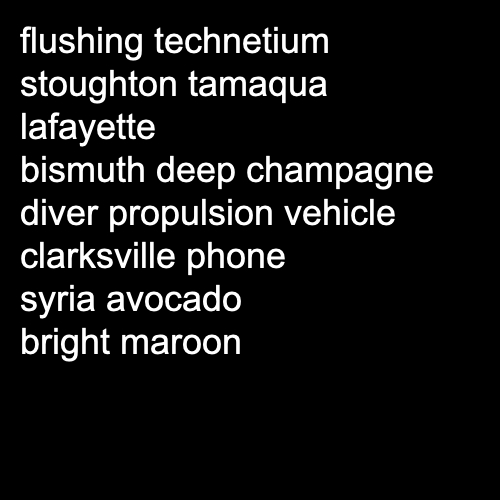 flushing technetium
stoughton tamaqua
lafayette
bismuth deep champagne
diver propulsion vehicle
clarksville phone
syria avocado
bright maroon